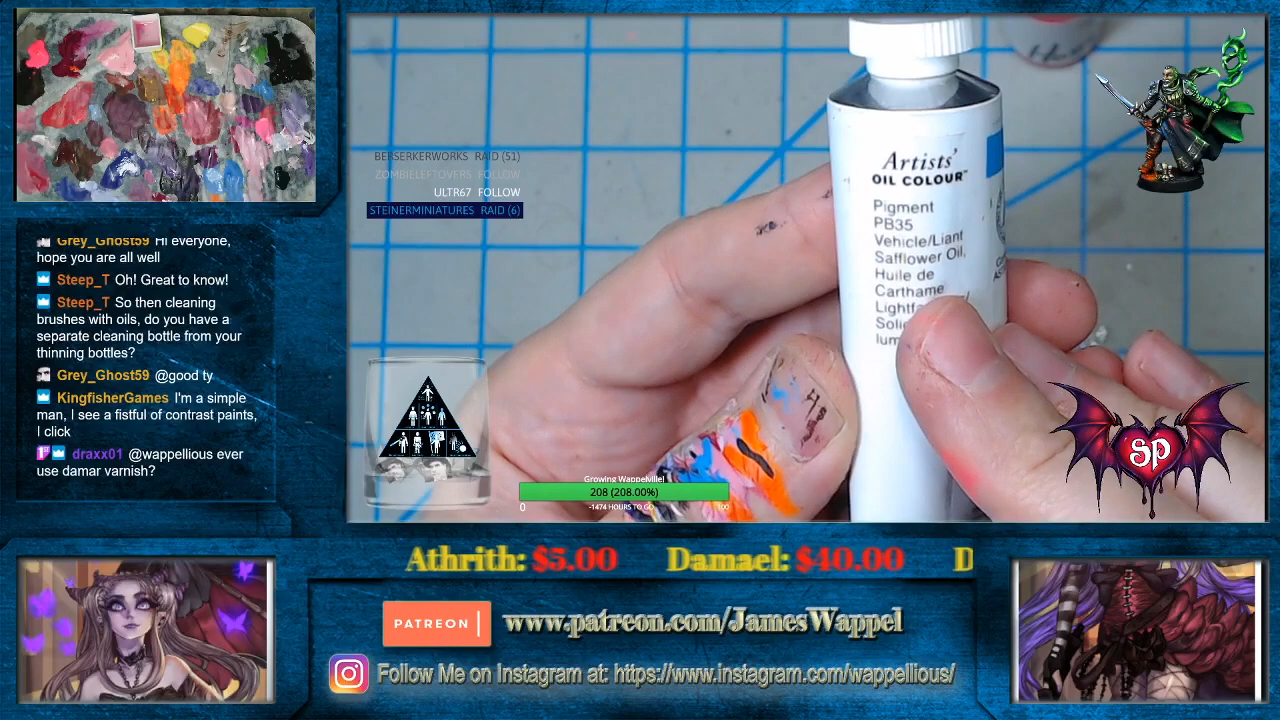 BERSERKERWORKS RAID (51)
ZOMBIELEFTOVERS FOLLOW
ULTR67 FOLLOW
STEINERMINIATURES RAID (6)
Artists'
OIL COLOUR™
Pigment
PB35
Vehicle/Liant
Safflower Oil,
Huile de
Carthame
Grey_Ghost59 Hi everyone,
hope you are all well
Steep_T Oh! Great to know!
Steep_T So then cleaning
brushes with oils, do you have a
separate cleaning bottle from your
thinning bottles?
Grey_Ghost59 @good ty
KingfisherGames I'm a simple
man, I see a fistful of contrast paints,
I click
draxx01 @wappellious ever
use damar varnish?
Growing Wappelville!
208 (208.00%)
0 -1474 HOURS TO GO 100
SP
Athrith: $5.00 Damael: $40.00 D
PATREON
www.patreon.com/JamesWappel
Follow Me on Instagram at: https://www.instagram.com/wappellious/